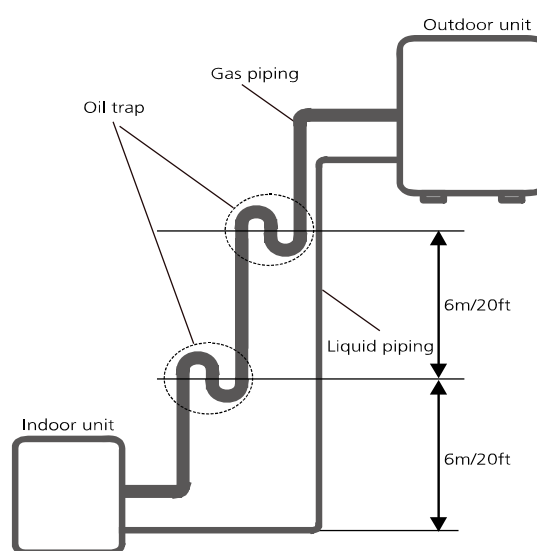 Outdoor unit
Gas piping
Oil trap
6m/20ft
Liquid piping
Indoor unit
6m/20ft